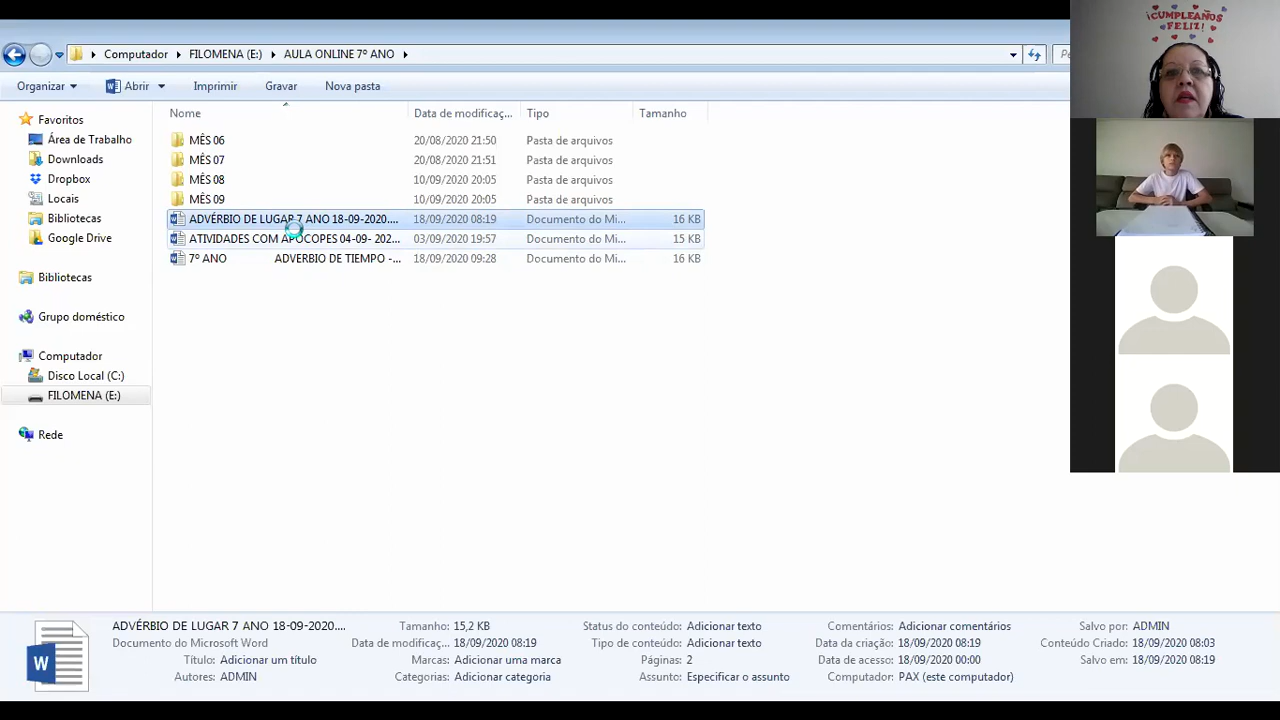 ¡CUMPLEAÑOS
FELIZ!
Computador FILOMENA (E:) AULA ONLINE 7º ANO
Organizar Abrir Imprimir Gravar Nova pasta
Nome Data de modificaç... Tipo Tamanho
Favoritos
Área de Trabalho
Downloads
Dropbox
Locais
Bibliotecas
Google Drive
Bibliotecas
Grupo doméstico
Computador
Disco Local (C:)
FILOMENA (E:)
Rede
MÊS 06 20/08/2020 21:50 Pasta de arquivos
MÊS 07 20/08/2020 21:51 Pasta de arquivos
MÊS 08 10/09/2020 20:05 Pasta de arquivos
MÊS 09 10/09/2020 20:05 Pasta de arquivos
ADVÉRBIO DE LUGAR 7 ANO 18-09-2020.... 18/09/2020 08:19 Documento do Mi... 16 KB
ATIVIDADES COM APÓCOPES 04-09- 202... 03/09/2020 19:57 Documento do Mi... 15 KB
7º ANO ADVERBIO DE TIEMPO -... 18/09/2020 09:28 Documento do Mi... 16 KB
ADVÉRBIO DE LUGAR 7 ANO 18-09-2020.... Tamanho: 15,2 KB Status do conteúdo: Adicionar texto Comentários: Adicionar comentários Salvo por: ADMIN
Documento do Microsoft Word Data de modificaç... 18/09/2020 08:19 Tipo de conteúdo: Adicionar texto Data da criação: 18/09/2020 08:19 Conteúdo Criado: 18/09/2020 08:03
Título: Adicionar um título Marcas: Adicionar uma marca Páginas: 2 Data de acesso: 18/09/2020 00:00 Salvo em: 18/09/2020 08:19
Autores: ADMIN Categorias: Adicionar categoria Assunto: Especificar o assunto Computador: PAX (este computador)